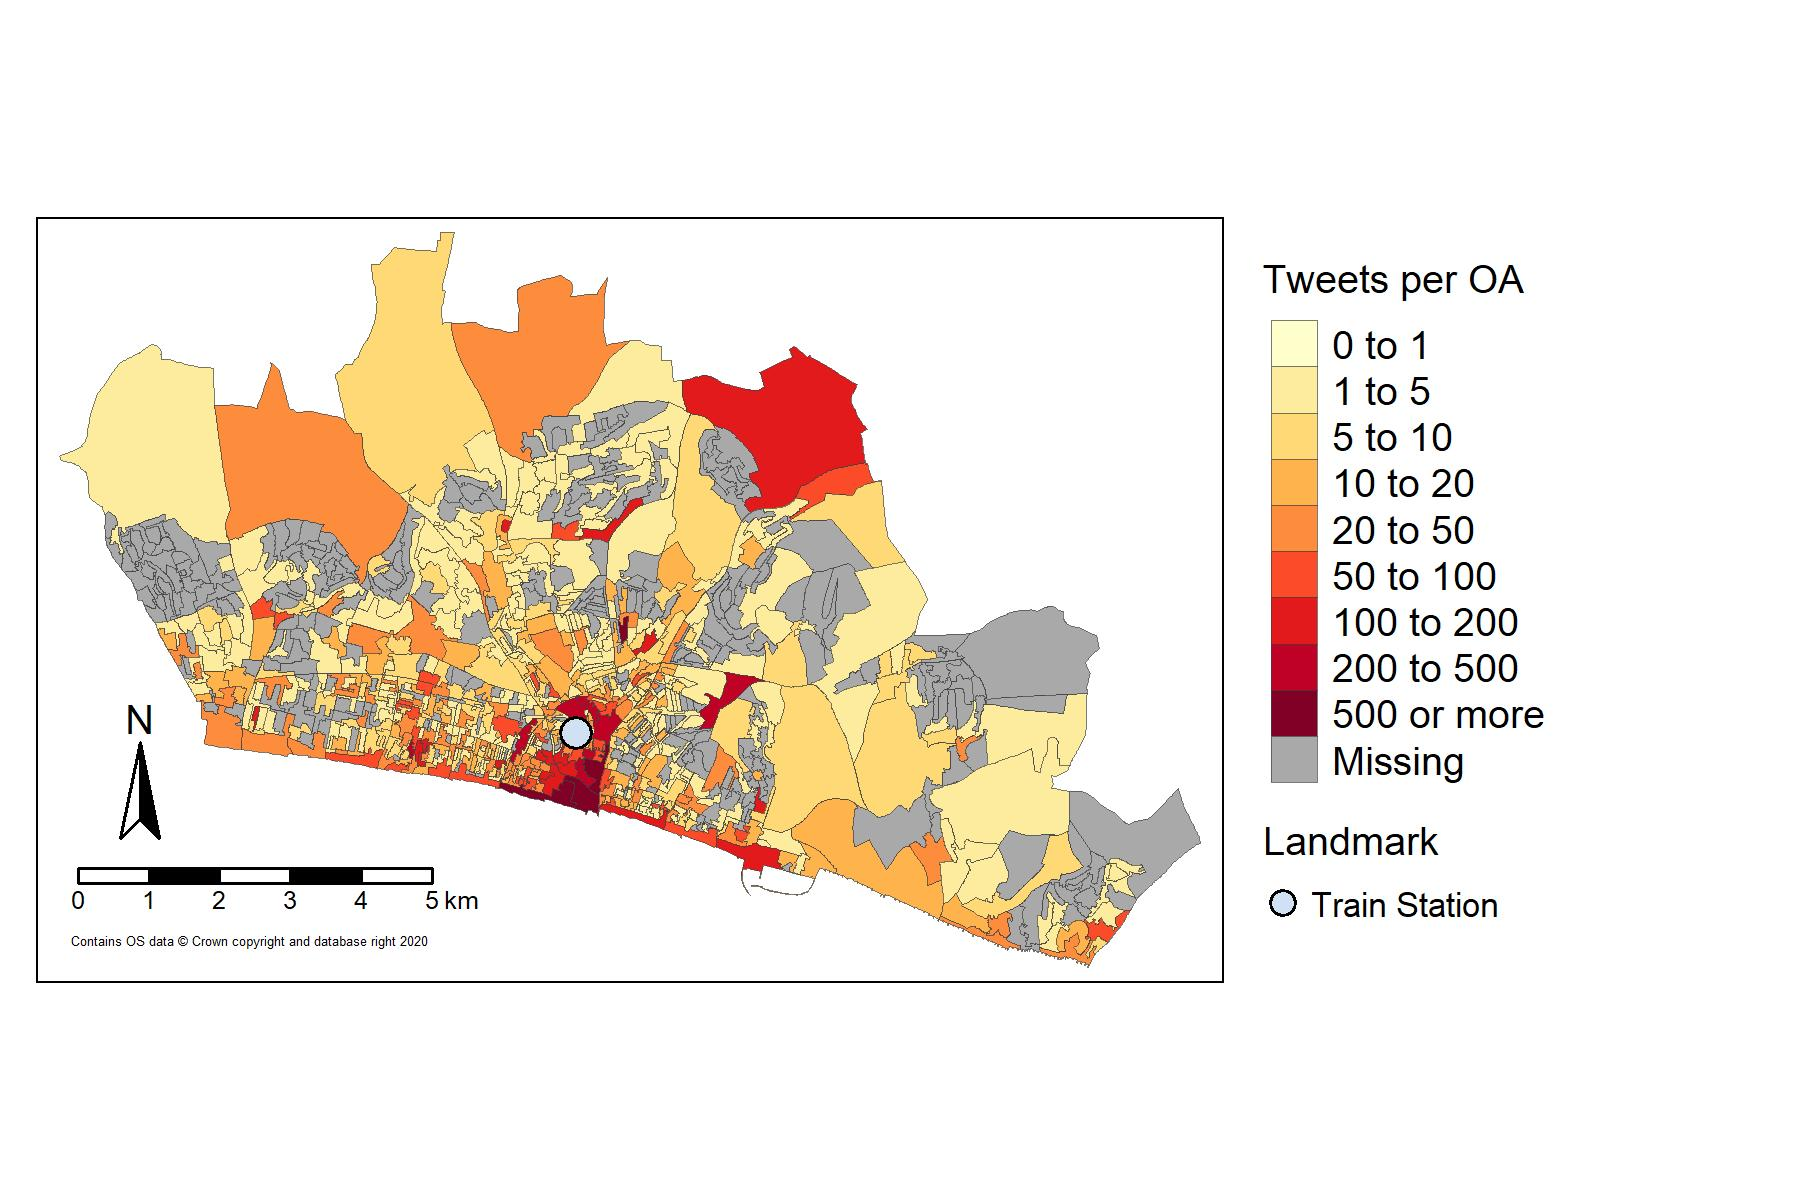 Tweets per OA
0 to 1
1 to 5
5 to 10
10 to 20
20 to 50
50 to 100
100 to 200
200 to 500
500 or more
Missing
Landmark
Train Station
N
0 1 2 3 4 5 km
Contains OS data © Crown copyright and database right 2020